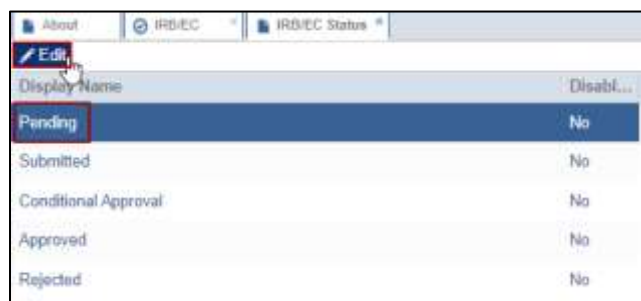 About IRB/EC IRB/EC Status
Edit
Display Name Disabl...
Pending No
Submitted No
Conditional Approval No
Approved No
Rejected No